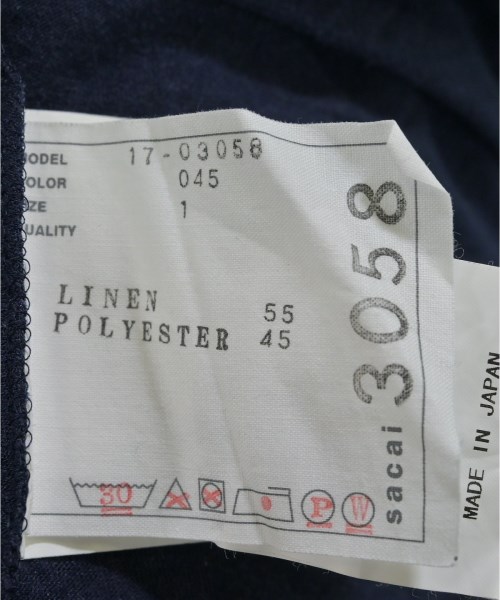 ODEL 17-03058
OLOR 045
ZE 1
UALITY
LINEN 55
POLYESTER 45
30
P
W
sacai 3058
MADE IN JAPAN